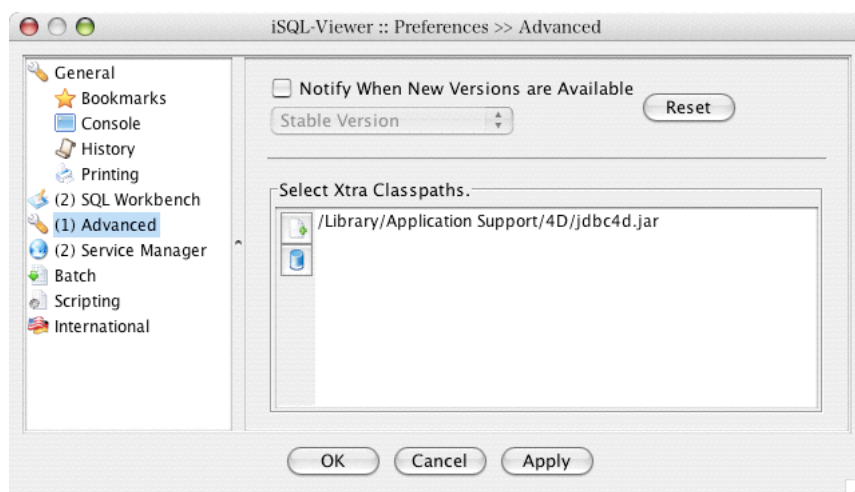 iSQL-Viewer :: Preferences >> Advanced
General
Bookmarks
Console
History
Printing
(2) SQL Workbench
(1) Advanced
(2) Service Manager
Batch
Scripting
International
Notify When New Versions are Available
Stable Version
Reset
Select Xtra Classpaths.
/Library/Application Support/4D/jdbc4d.jar
OK
Cancel
Apply